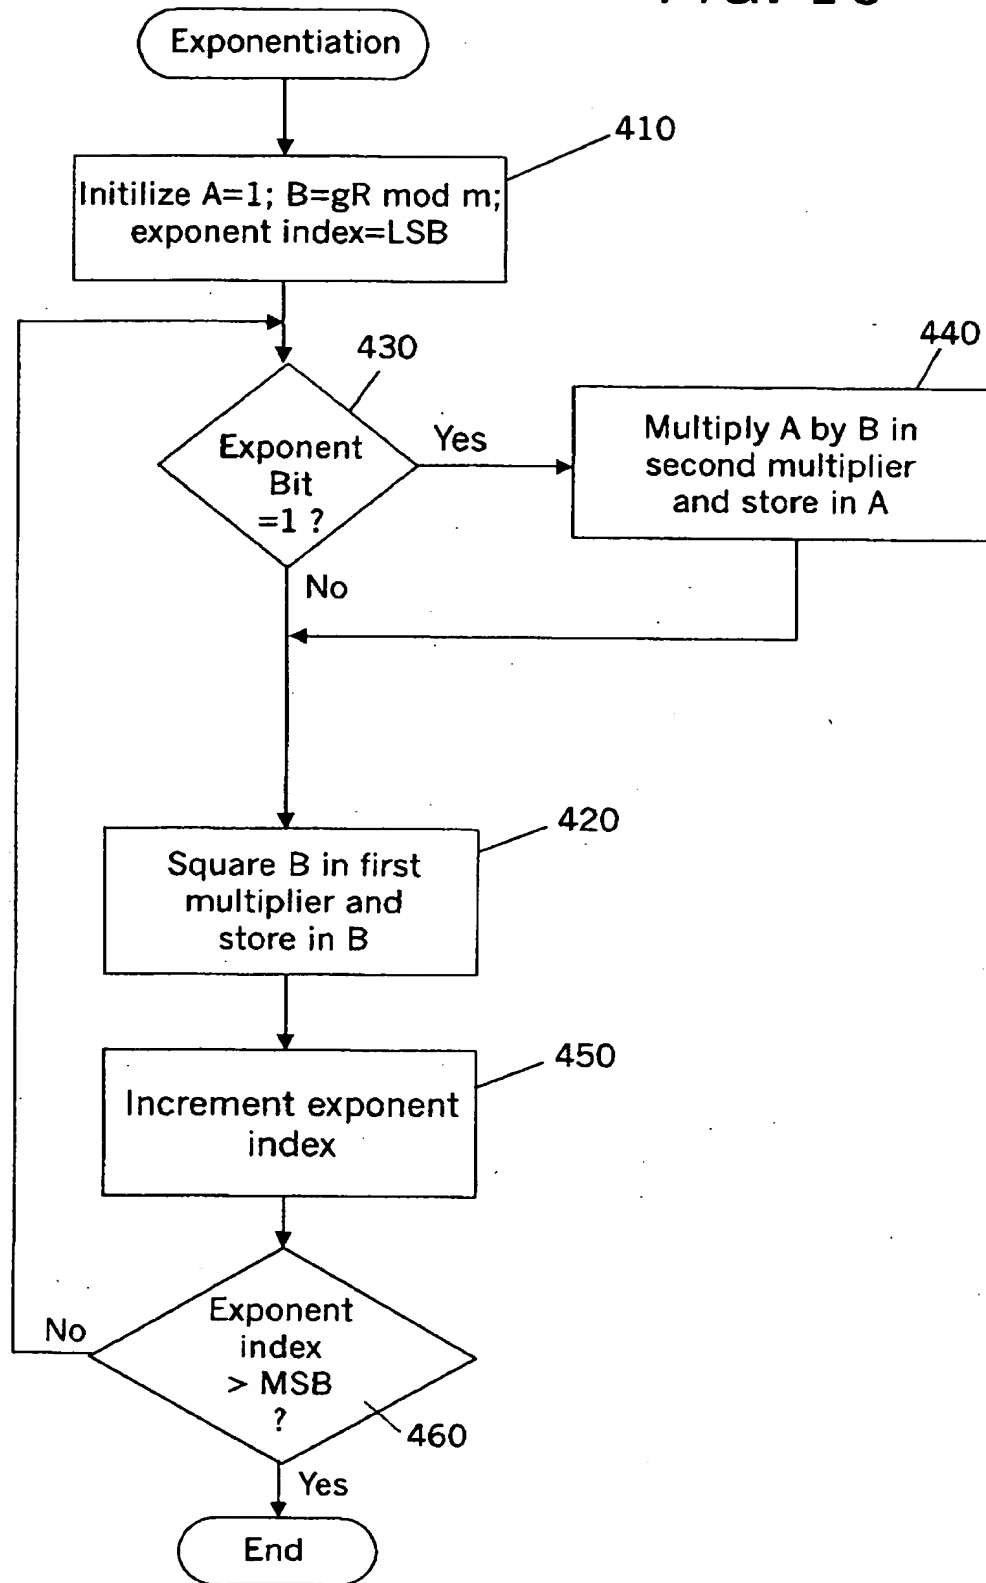 Exponentiation
410
Initilize A=1; B=gR mod m;
exponent index=LSB
430
440
Exponent
Bit
=1 ?
Yes
Multiply A by B in
second multiplier
and store in A
No
420
Square B in first
multiplier and
store in B
450
Increment exponent
index
Exponent
index
> MSB
?
No
460
Yes
End